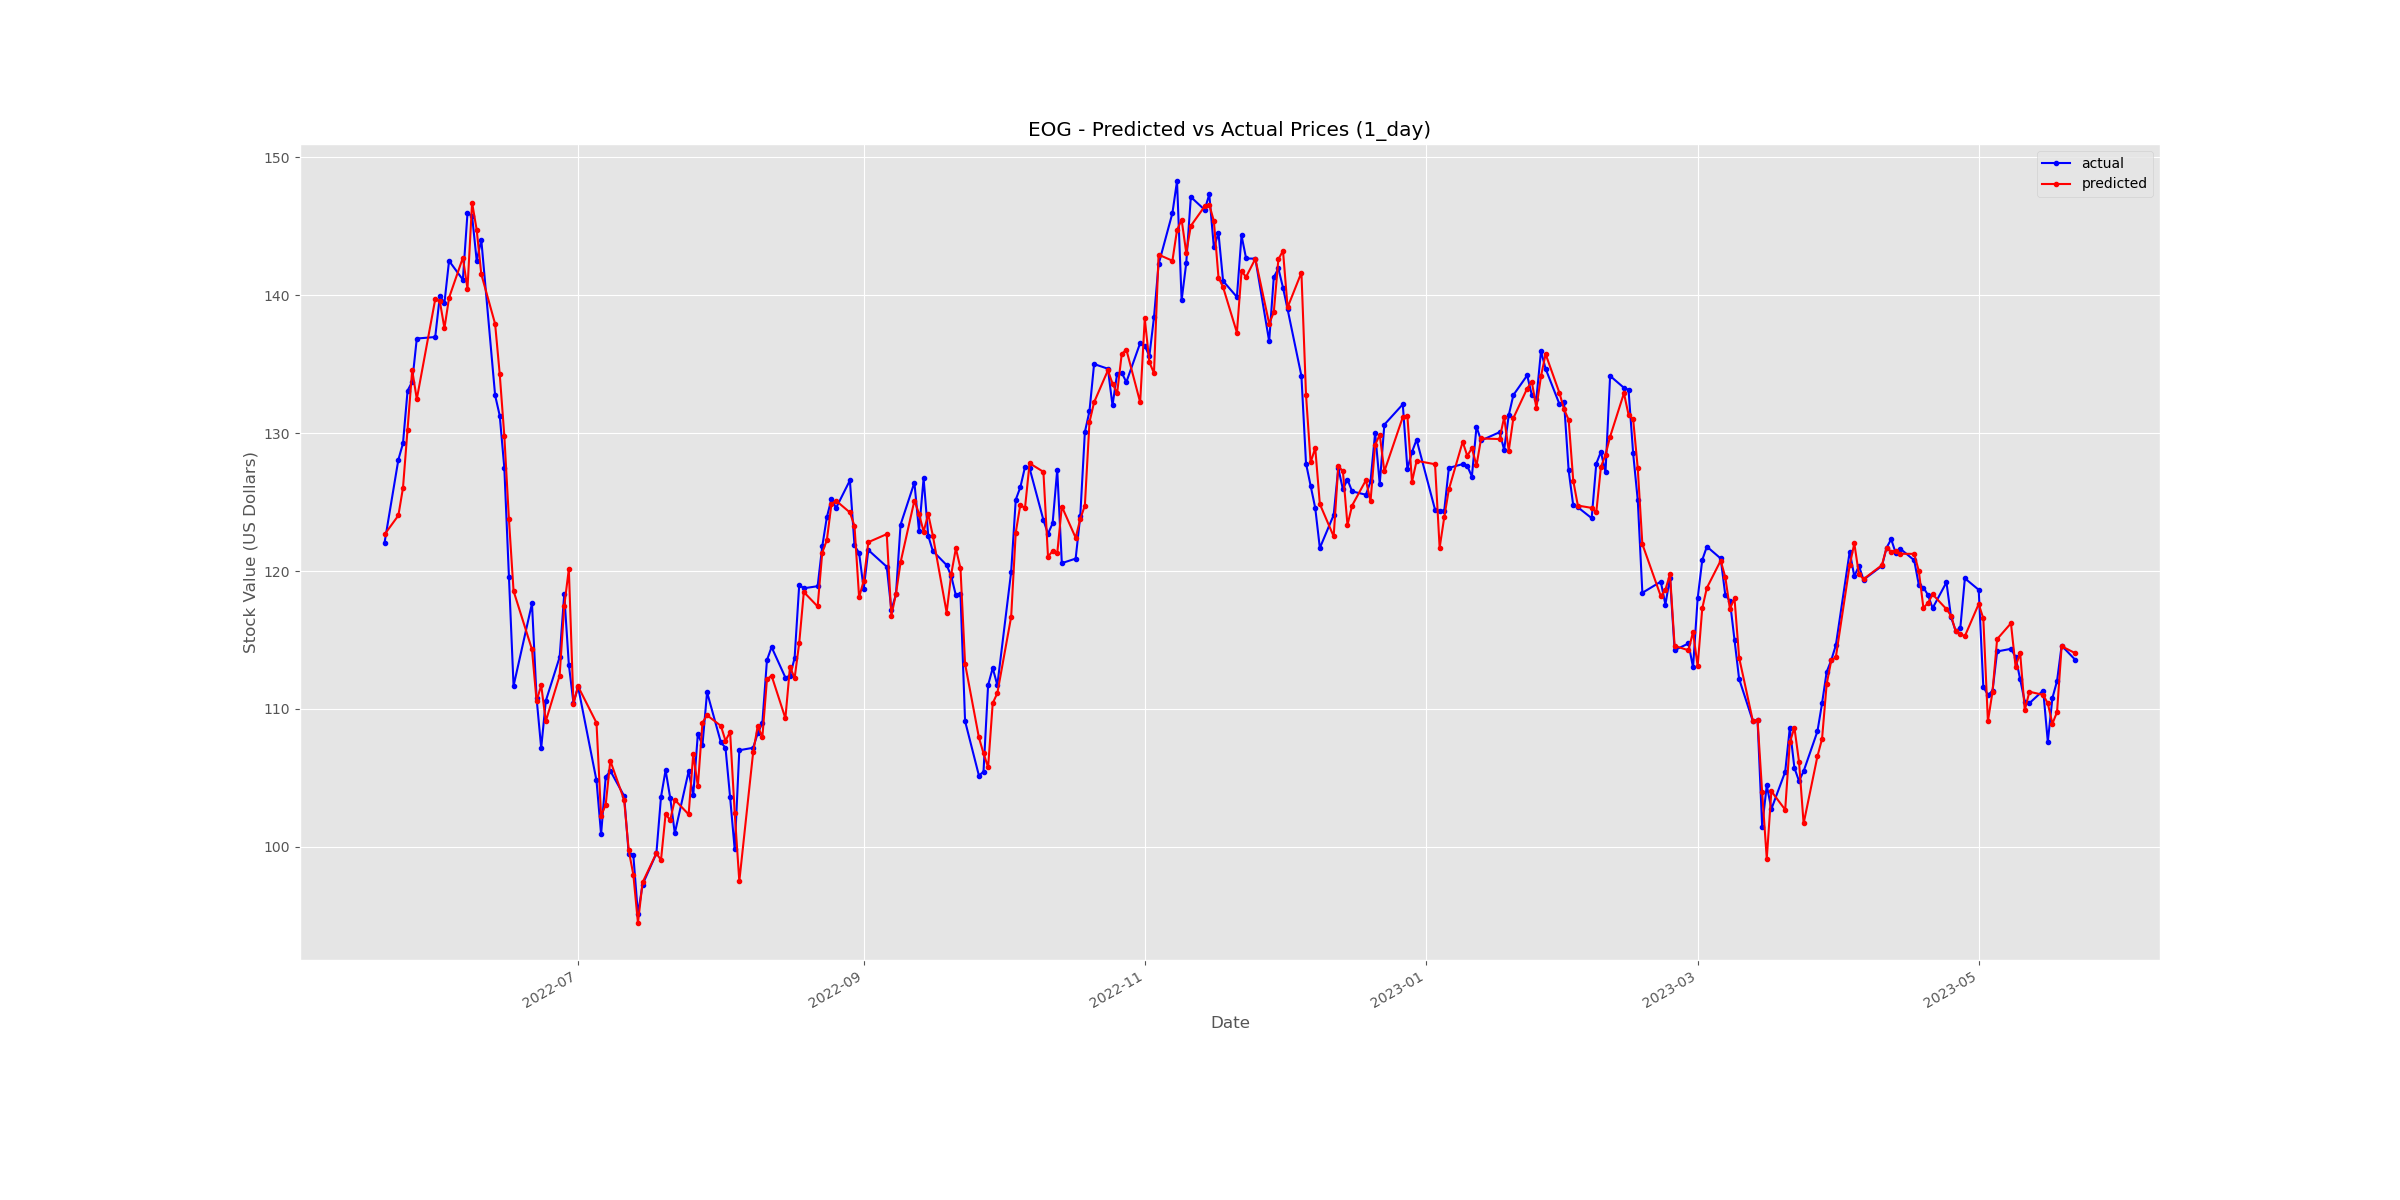 EOG - Predicted vs Actual Prices (1_day)
actual
predicted
Stock Value (US Dollars)
150
140
130
120
110
100
2022-07
2022-09
2022-11
2023-01
2023-03
2023-05
Date